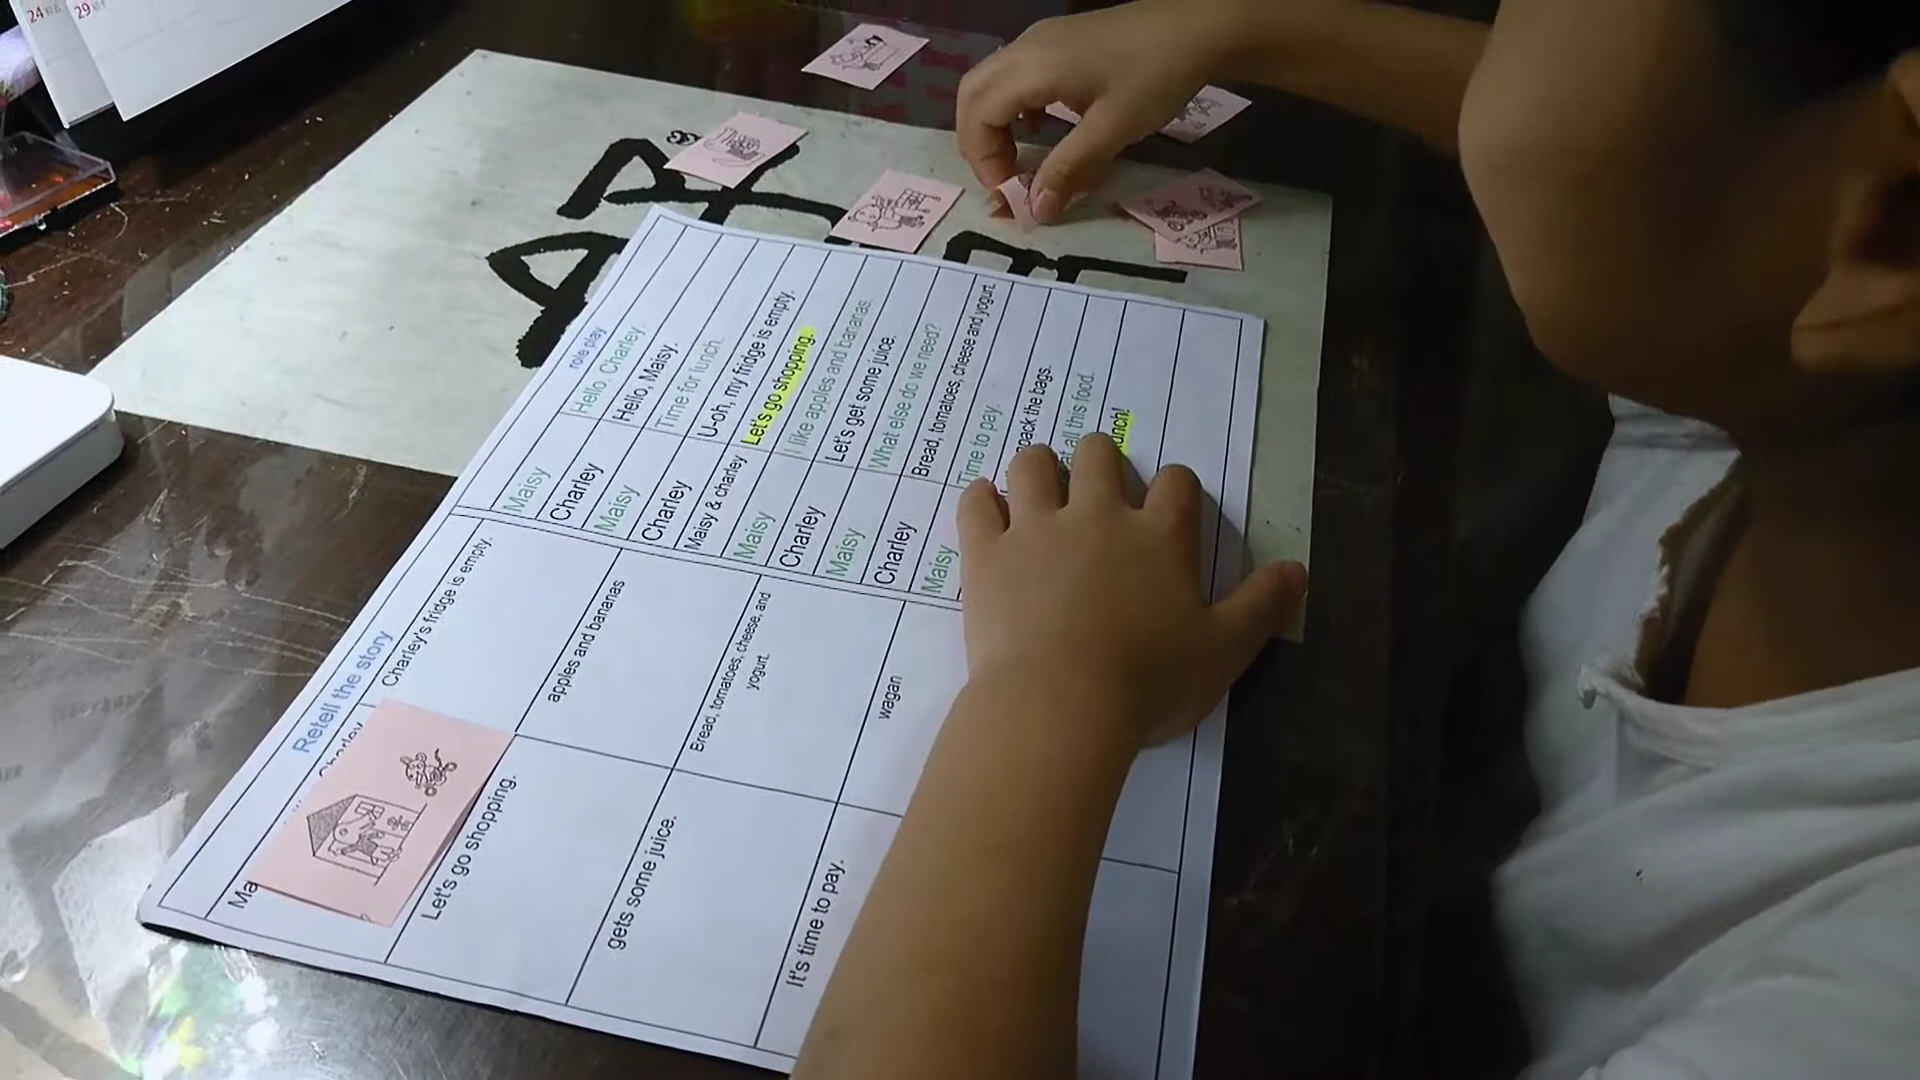 24
29
Retell the story
Charley
Charley's fridge is empty.
Let's go shopping.
apples and bananas
gets some juice.
Bread, tomatoes, cheese, and
yogurt.
It's time to pay.
wagan
role play
Maisy Hello, Charley.
Charley Hello, Maisy.
Maisy Time for lunch.
Charley U-oh, my fridge is empty.
Maisy & charley Let's go shopping.
Maisy I like apples and bananas.
Charley Let's get some juice.
Maisy What else do we need?
Charley Bread, tomatoes, cheese and yogurt.
Maisy Time to pay.
pack the bags.
all this food.